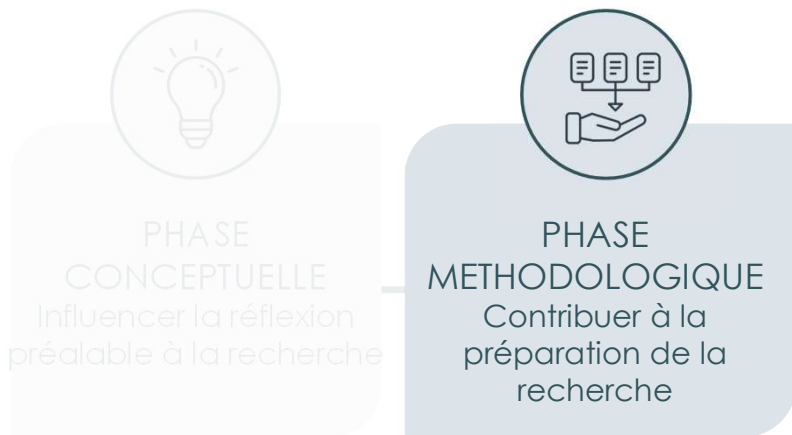 PHASE
CONCEPTUELLE
Influencer la réflexion
préalable à la recherche
PHASE
METHODOLOGIQUE
Contribuer à la
préparation de la
recherche